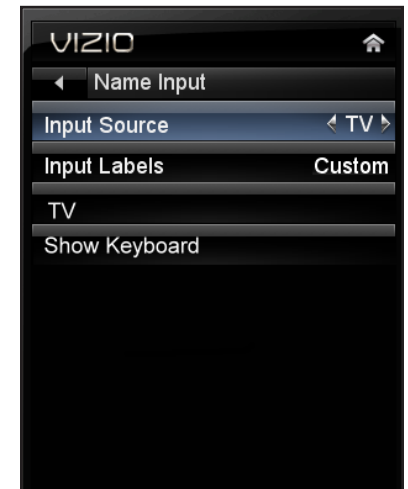 VIZIO
Name Input
Input Source TV
Input Labels Custom
TV
Show Keyboard